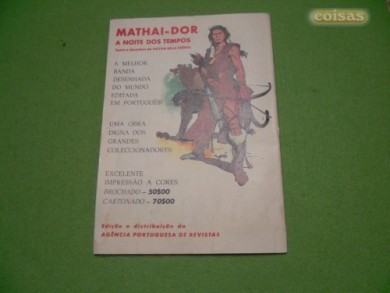 coisas
MATHAI-DOR
A NOITE DOS TEMPOS
A MELHOR
BANDA
DESENHADA
DO MUNDO
EDITADA
EM PORTUGUÊS
UMA OBRA
DIGNA DOS
GRANDES
COLECCIONADORES
EXCELENTE
IMPRESSÃO A CORES
BROCHADO - 50$00
CARTONADO - 70$00
Edição e distribuição da
AGÊNCIA PORTUGUESA DE REVISTAS